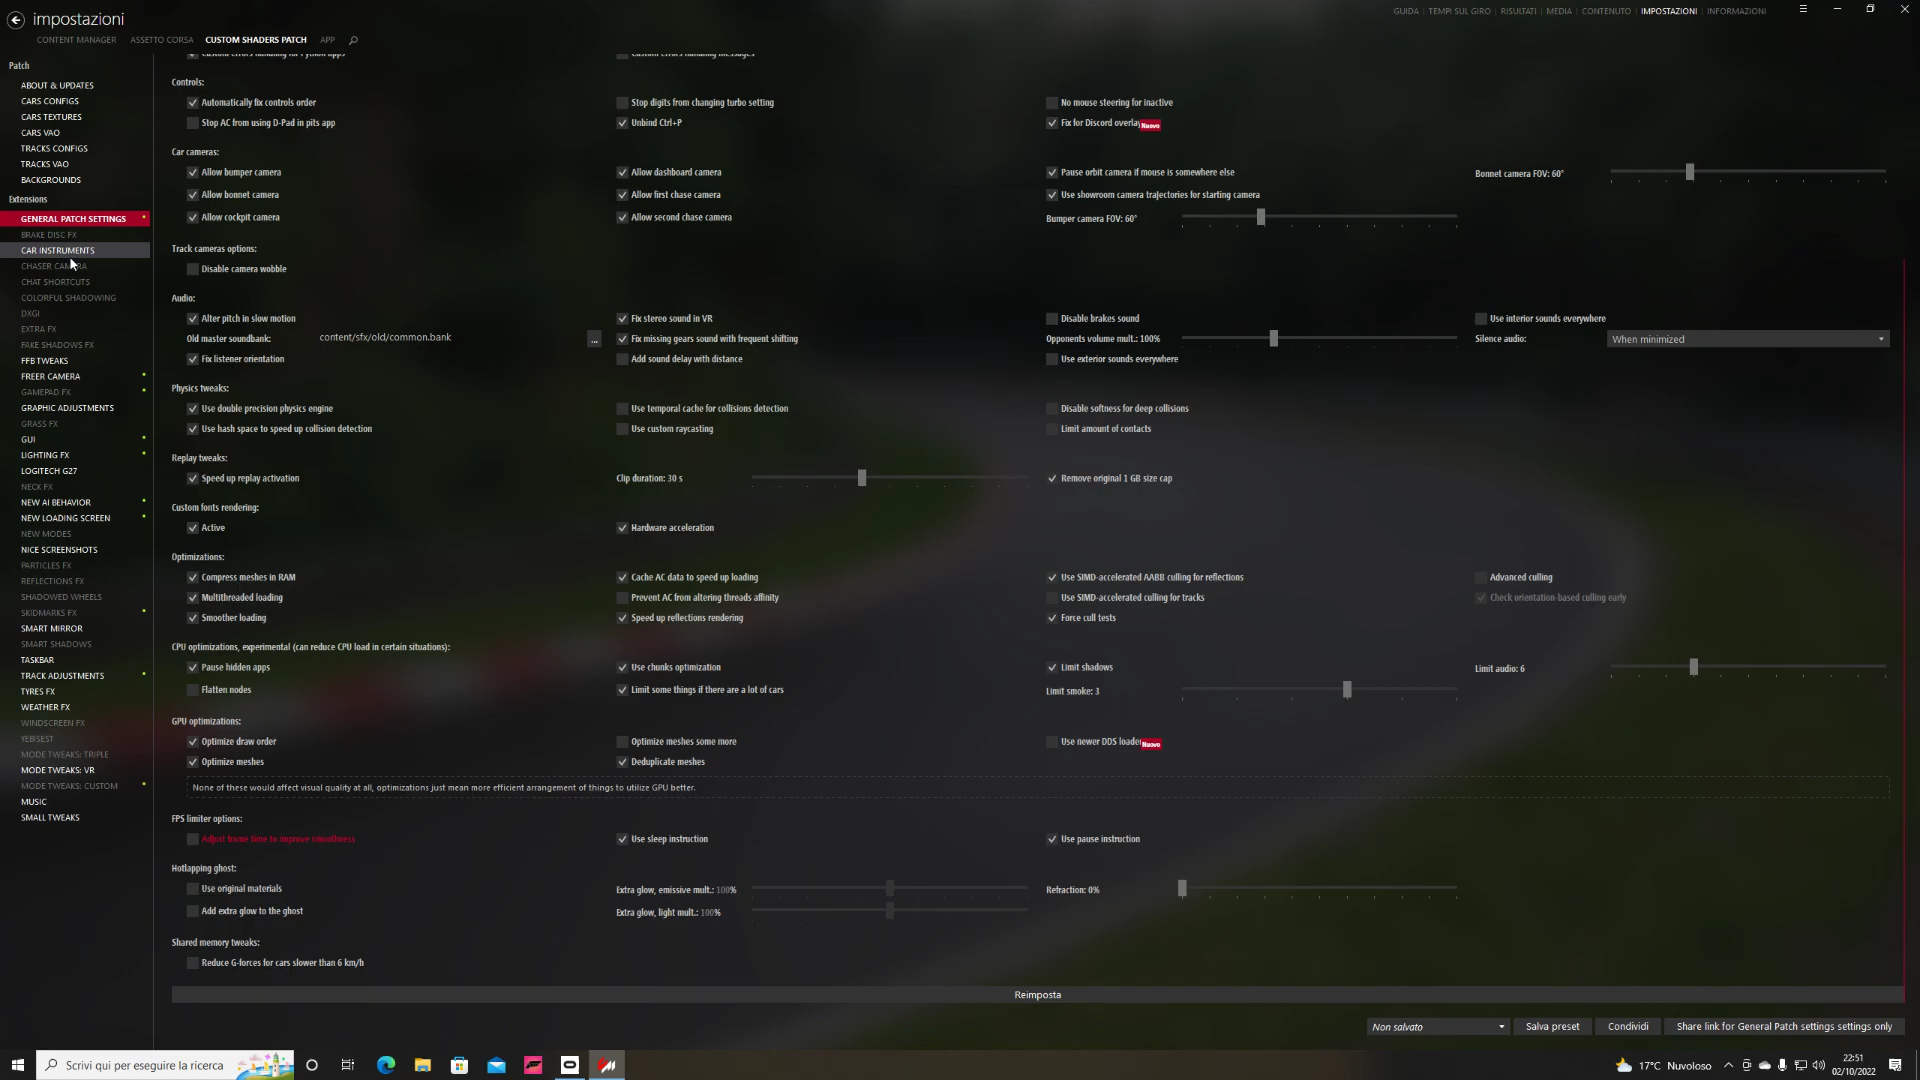 impostazioni
GUIDA | TEMPI SUL GIRO | RISULTATI | MEDIA | CONTENUTO | IMPOSTAZIONI | INFORMAZIONI
CONTENT MANAGER ASSETTO CORSA CUSTOM SHADERS PATCH APP
Patch
ABOUT & UPDATES
CARS CONFIGS
CARS TEXTURES
CARS VAO
TRACKS CONFIGS
TRACKS VAO
BACKGROUNDS
Extensions
GENERAL PATCH SETTINGS
BRAKE DISC FX
CAR INSTRUMENTS
CHASER CAMERA
CHAT SHORTCUTS
COLORFUL SHADOWING
DXGI
EXTRA FX
FAKE SHADOWS FX
FFB TWEAKS
FREER CAMERA
GAMEPAD FX
GRAPHIC ADJUSTMENTS
GRASS FX
GUI
LIGHTING FX
LOGITECH G27
NECK FX
NEW AI BEHAVIOR
NEW LOADING SCREEN
NEW MODES
NICE SCREENSHOTS
PARTICLES FX
REFLECTIONS FX
SHADOWED WHEELS
SKIDMARKS FX
SMART MIRROR
SMART SHADOWS
TASKBAR
TRACK ADJUSTMENTS
TYRES FX
WEATHER FX
WINDSCREEN FX
YEBISEST
MODE TWEAKS: TRIPLE
MODE TWEAKS: VR
MODE TWEAKS: CUSTOM
MUSIC
SMALL TWEAKS
Custom errors handling for Python apps Custom errors handling messages
Controls:
Automatically fix controls order Stop digits from changing turbo setting No mouse steering for inactive
Stop AC from using D-Pad in pits app Unbind Ctrl+P Fix for Discord overlay Nuovo
Car cameras:
Allow bumper camera Allow dashboard camera Pause orbit camera if mouse is somewhere else Bonnet camera FOV: 60°
Allow bonnet camera Allow first chase camera Use showroom camera trajectories for starting camera
Allow cockpit camera Allow second chase camera Bumper camera FOV: 60°
Track cameras options:
Disable camera wobble
Audio:
Alter pitch in slow motion Fix stereo sound in VR Disable brakes sound Use interior sounds everywhere
Old master soundbank: content/sfx/old/common.bank ... Fix missing gears sound with frequent shifting Opponents volume mult.: 100% Silence audio: When minimized
Fix listener orientation Add sound delay with distance Use exterior sounds everywhere
Physics tweaks:
Use double precision physics engine Use temporal cache for collisions detection Disable softness for deep collisions
Use hash space to speed up collision detection Use custom raycasting Limit amount of contacts
Replay tweaks:
Speed up replay activation Clip duration: 30 s Remove original 1 GB size cap
Custom fonts rendering:
Active Hardware acceleration
Optimizations:
Compress meshes in RAM Cache AC data to speed up loading Use SIMD-accelerated AABB culling for reflections Advanced culling
Multithreaded loading Prevent AC from altering threads affinity Use SIMD-accelerated culling for tracks Check orientation-based culling early
Smoother loading Speed up reflections rendering Force cull tests
CPU optimizations, experimental (can reduce CPU load in certain situations):
Pause hidden apps Use chunks optimization Limit shadows Limit audio: 6
Flatten nodes Limit some things if there are a lot of cars Limit smoke: 3
GPU optimizations:
Optimize draw order Optimize meshes some more Use newer DDS loader Nuovo
Optimize meshes Deduplicate meshes
None of these would affect visual quality at all, optimizations just mean more efficient arrangement of things to utilize GPU better.
FPS limiter options:
Adjust frame time to improve smoothness Use sleep instruction Use pause instruction
Hotlapping ghost:
Use original materials Extra glow, emissive mult.: 100% Refraction: 0%
Add extra glow to the ghost Extra glow, light mult.: 100%
Shared memory tweaks:
Reduce G-forces for cars slower than 6 km/h
Reimposta
Non salvato Salva preset Condividi Share link for General Patch settings settings only
Scrivi qui per eseguire la ricerca
17°C Nuvoloso
22:51
02/10/2022